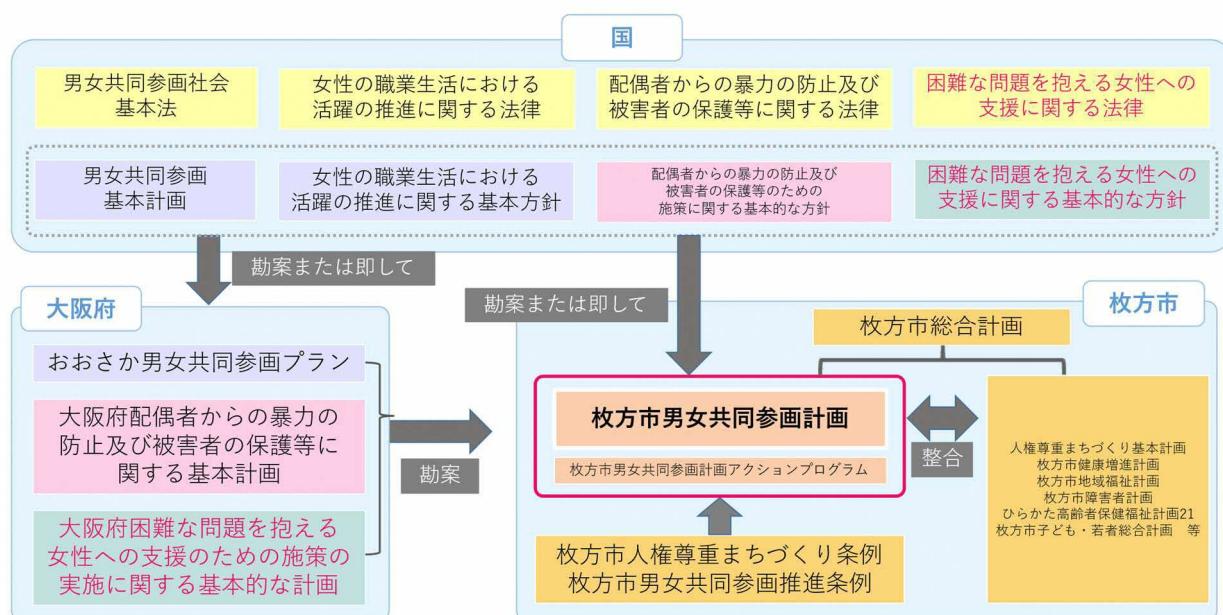 国
男女共同参画社会
基本法
女性の職業生活における
活躍の推進に関する法律
配偶者からの暴力の防止及び
被害者の保護等に関する法律
困難な問題を抱える女性への
支援に関する法律
男女共同参画
基本計画
女性の職業生活における
活躍の推進に関する基本方針
配偶者からの暴力の防止及び
被害者の保護等のための
施策に関する基本的な方針
困難な問題を抱える女性への
支援に関する基本的な方針
勘案または即して
勘案または即して
大阪府
おおさか男女共同参画プラン
大阪府配偶者からの暴力の
防止及び被害者の保護等に
関する基本計画
大阪府困難な問題を抱える
女性への支援のための施策の
実施に関する基本的な計画
勘案
枚方市
枚方市総合計画
枚方市男女共同参画計画
枚方市男女共同参画計画アクションプログラム
整合
人権尊重まちづくり基本計画
枚方市健康増進計画
枚方市地域福祉計画
枚方市障害者計画
ひらかた高齢者保健福祉計画21
枚方市子ども・若者総合計画 等
枚方市人権尊重まちづくり条例
枚方市男女共同参画推進条例